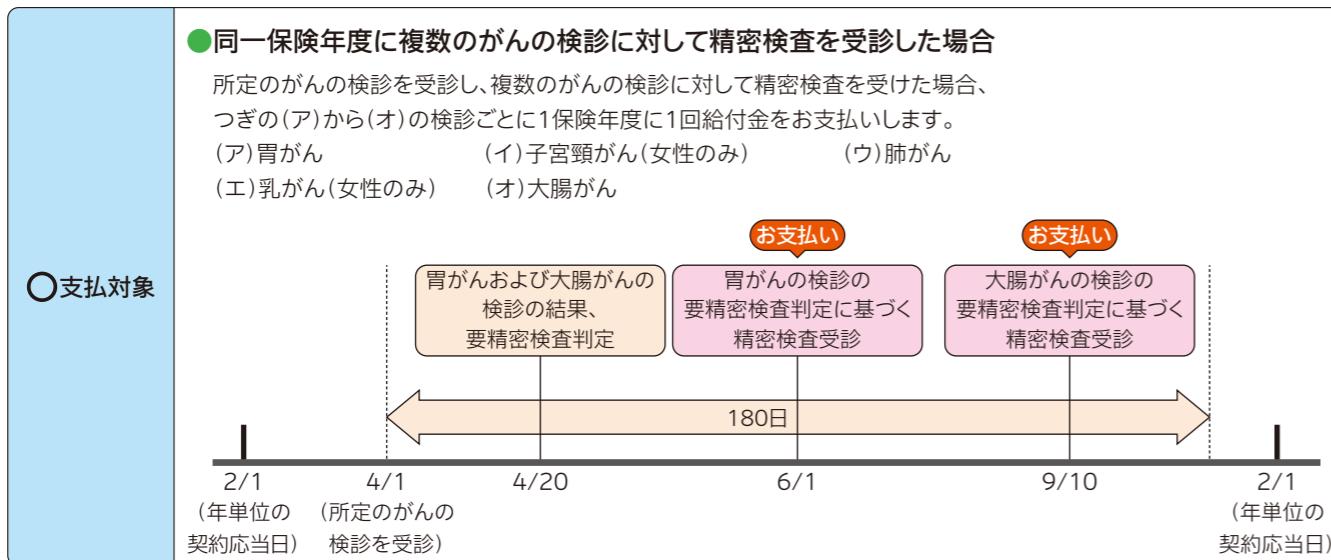 ○支払対象
●同一保険年度に複数のがんの検診に対して精密検査を受診した場合
所定のがんの検診を受診し、複数のがんの検診に対して精密検査を受けた場合、
つぎの(ア)から(オ)の検診ごとに1保険年度に1回給付金をお支払いします。
(ア)胃がん (イ)子宮頸がん(女性のみ) (ウ)肺がん
(エ)乳がん(女性のみ) (オ)大腸がん
お支払い
お支払い
胃がんおよび大腸がんの
検診の結果、
要精密検査判定
胃がんの検診の
要精密検査判定に基づく
精密検査受診
大腸がんの検診の
要精密検査判定に基づく
精密検査受診
180日
2/1
(年単位の
契約応当日)
4/1
(所定のがんの
検診を受診)
4/20
6/1
9/10
2/1
(年単位の
契約応当日)